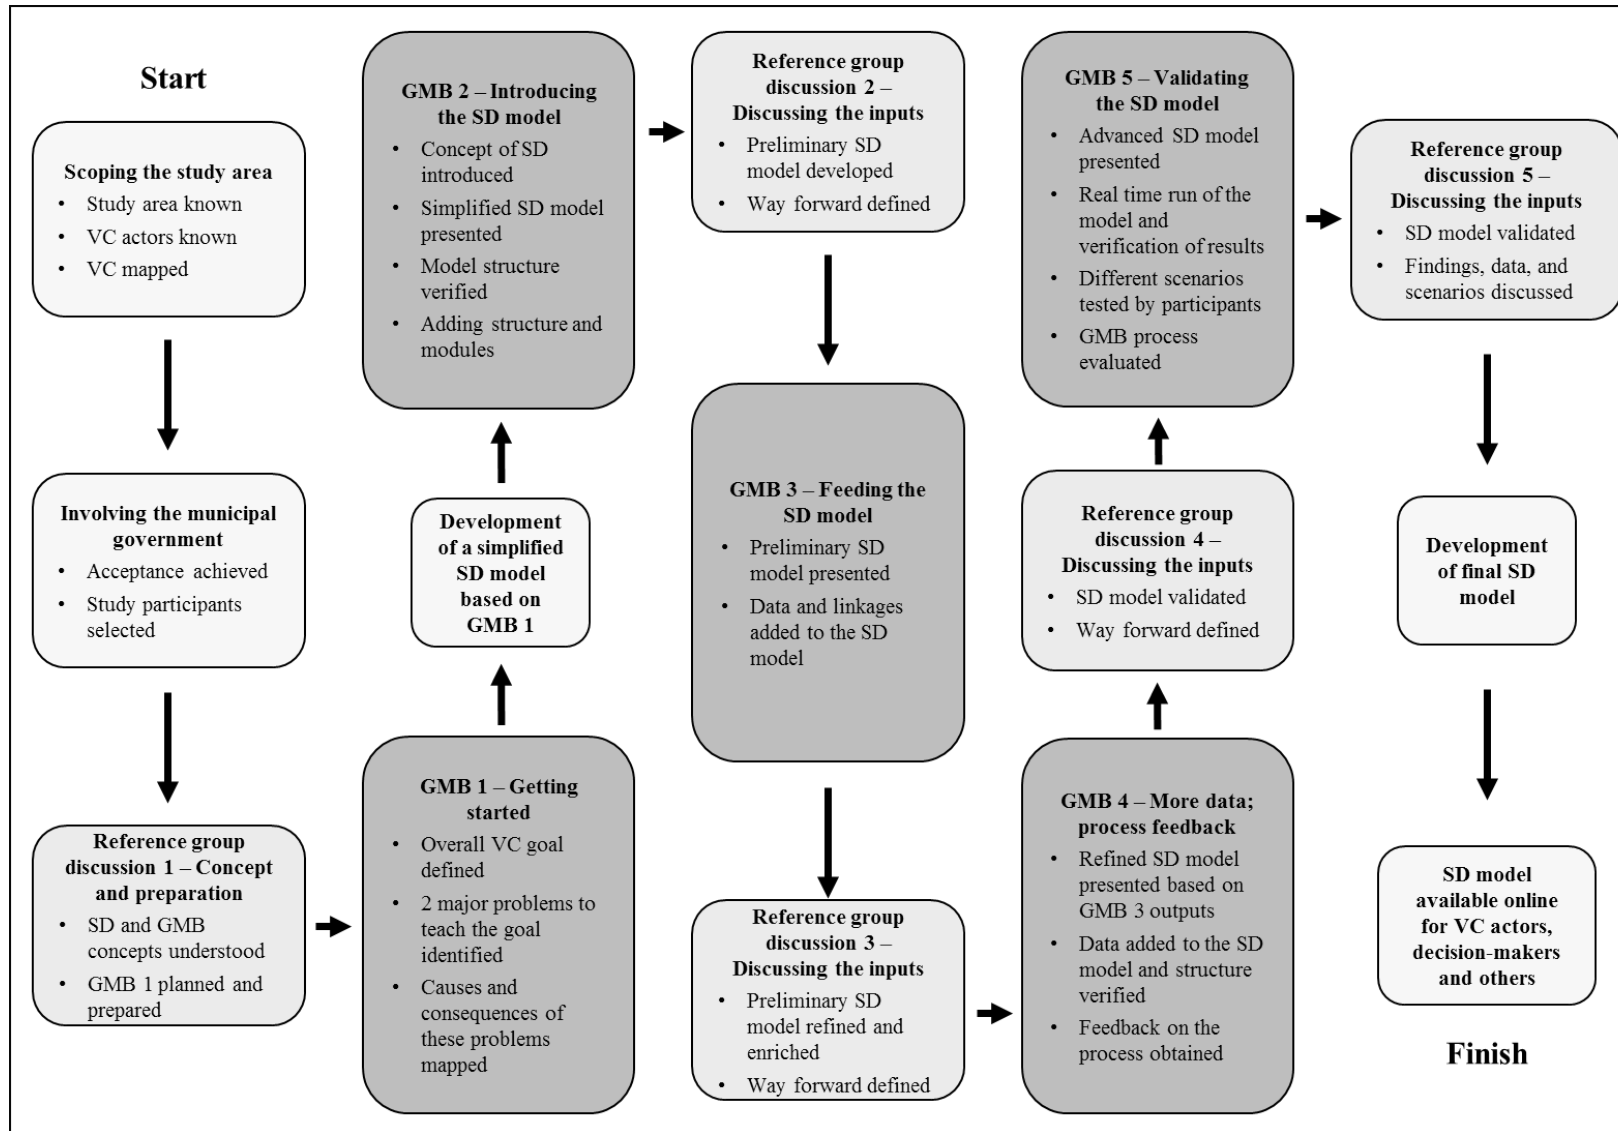 Start
Scoping the study area
• Study area known
• VC actors known
• VC mapped
Involving the municipal
government
• Acceptance achieved
• Study participants
selected
Reference group
discussion 1 – Concept
and preparation
• SD and GMB
concepts understood
• GMB 1 planned and
prepared
GMB 1 – Getting
started
• Overall VC goal
defined
• 2 major problems to
teach the goal
identified
• Causes and
consequences of
these problems
mapped
Development
of a simplified
SD model
based on
GMB 1
GMB 2 – Introducing
the SD model
• Concept of SD
introduced
• Simplified SD model
presented
• Model structure
verified
• Adding structure and
modules
Reference group
discussion 2 –
Discussing the inputs
• Preliminary SD
model developed
• Way forward defined
GMB 3 – Feeding the
SD model
• Preliminary SD
model presented
• Data and linkages
added to the SD
model
Reference group
discussion 3 –
Discussing the inputs
• Preliminary SD
model refined and
enriched
• Way forward defined
GMB 4 – More data;
process feedback
• Refined SD model
presented based on
GMB 3 outputs
• Data added to the SD
model and structure
verified
• Feedback on the
process obtained
Reference group
discussion 4 –
Discussing the inputs
• SD model validated
• Way forward defined
GMB 5 – Validating
the SD model
• Advanced SD model
presented
• Real time run of the
model and
verification of results
• Different scenarios
tested by participants
• GMB process
evaluated
Reference group
discussion 5 –
Discussing the inputs
• SD model validated
• Findings, data, and
scenarios discussed
Development
of final SD
model
SD model
available online
for VC actors,
decision-makers
and others
Finish